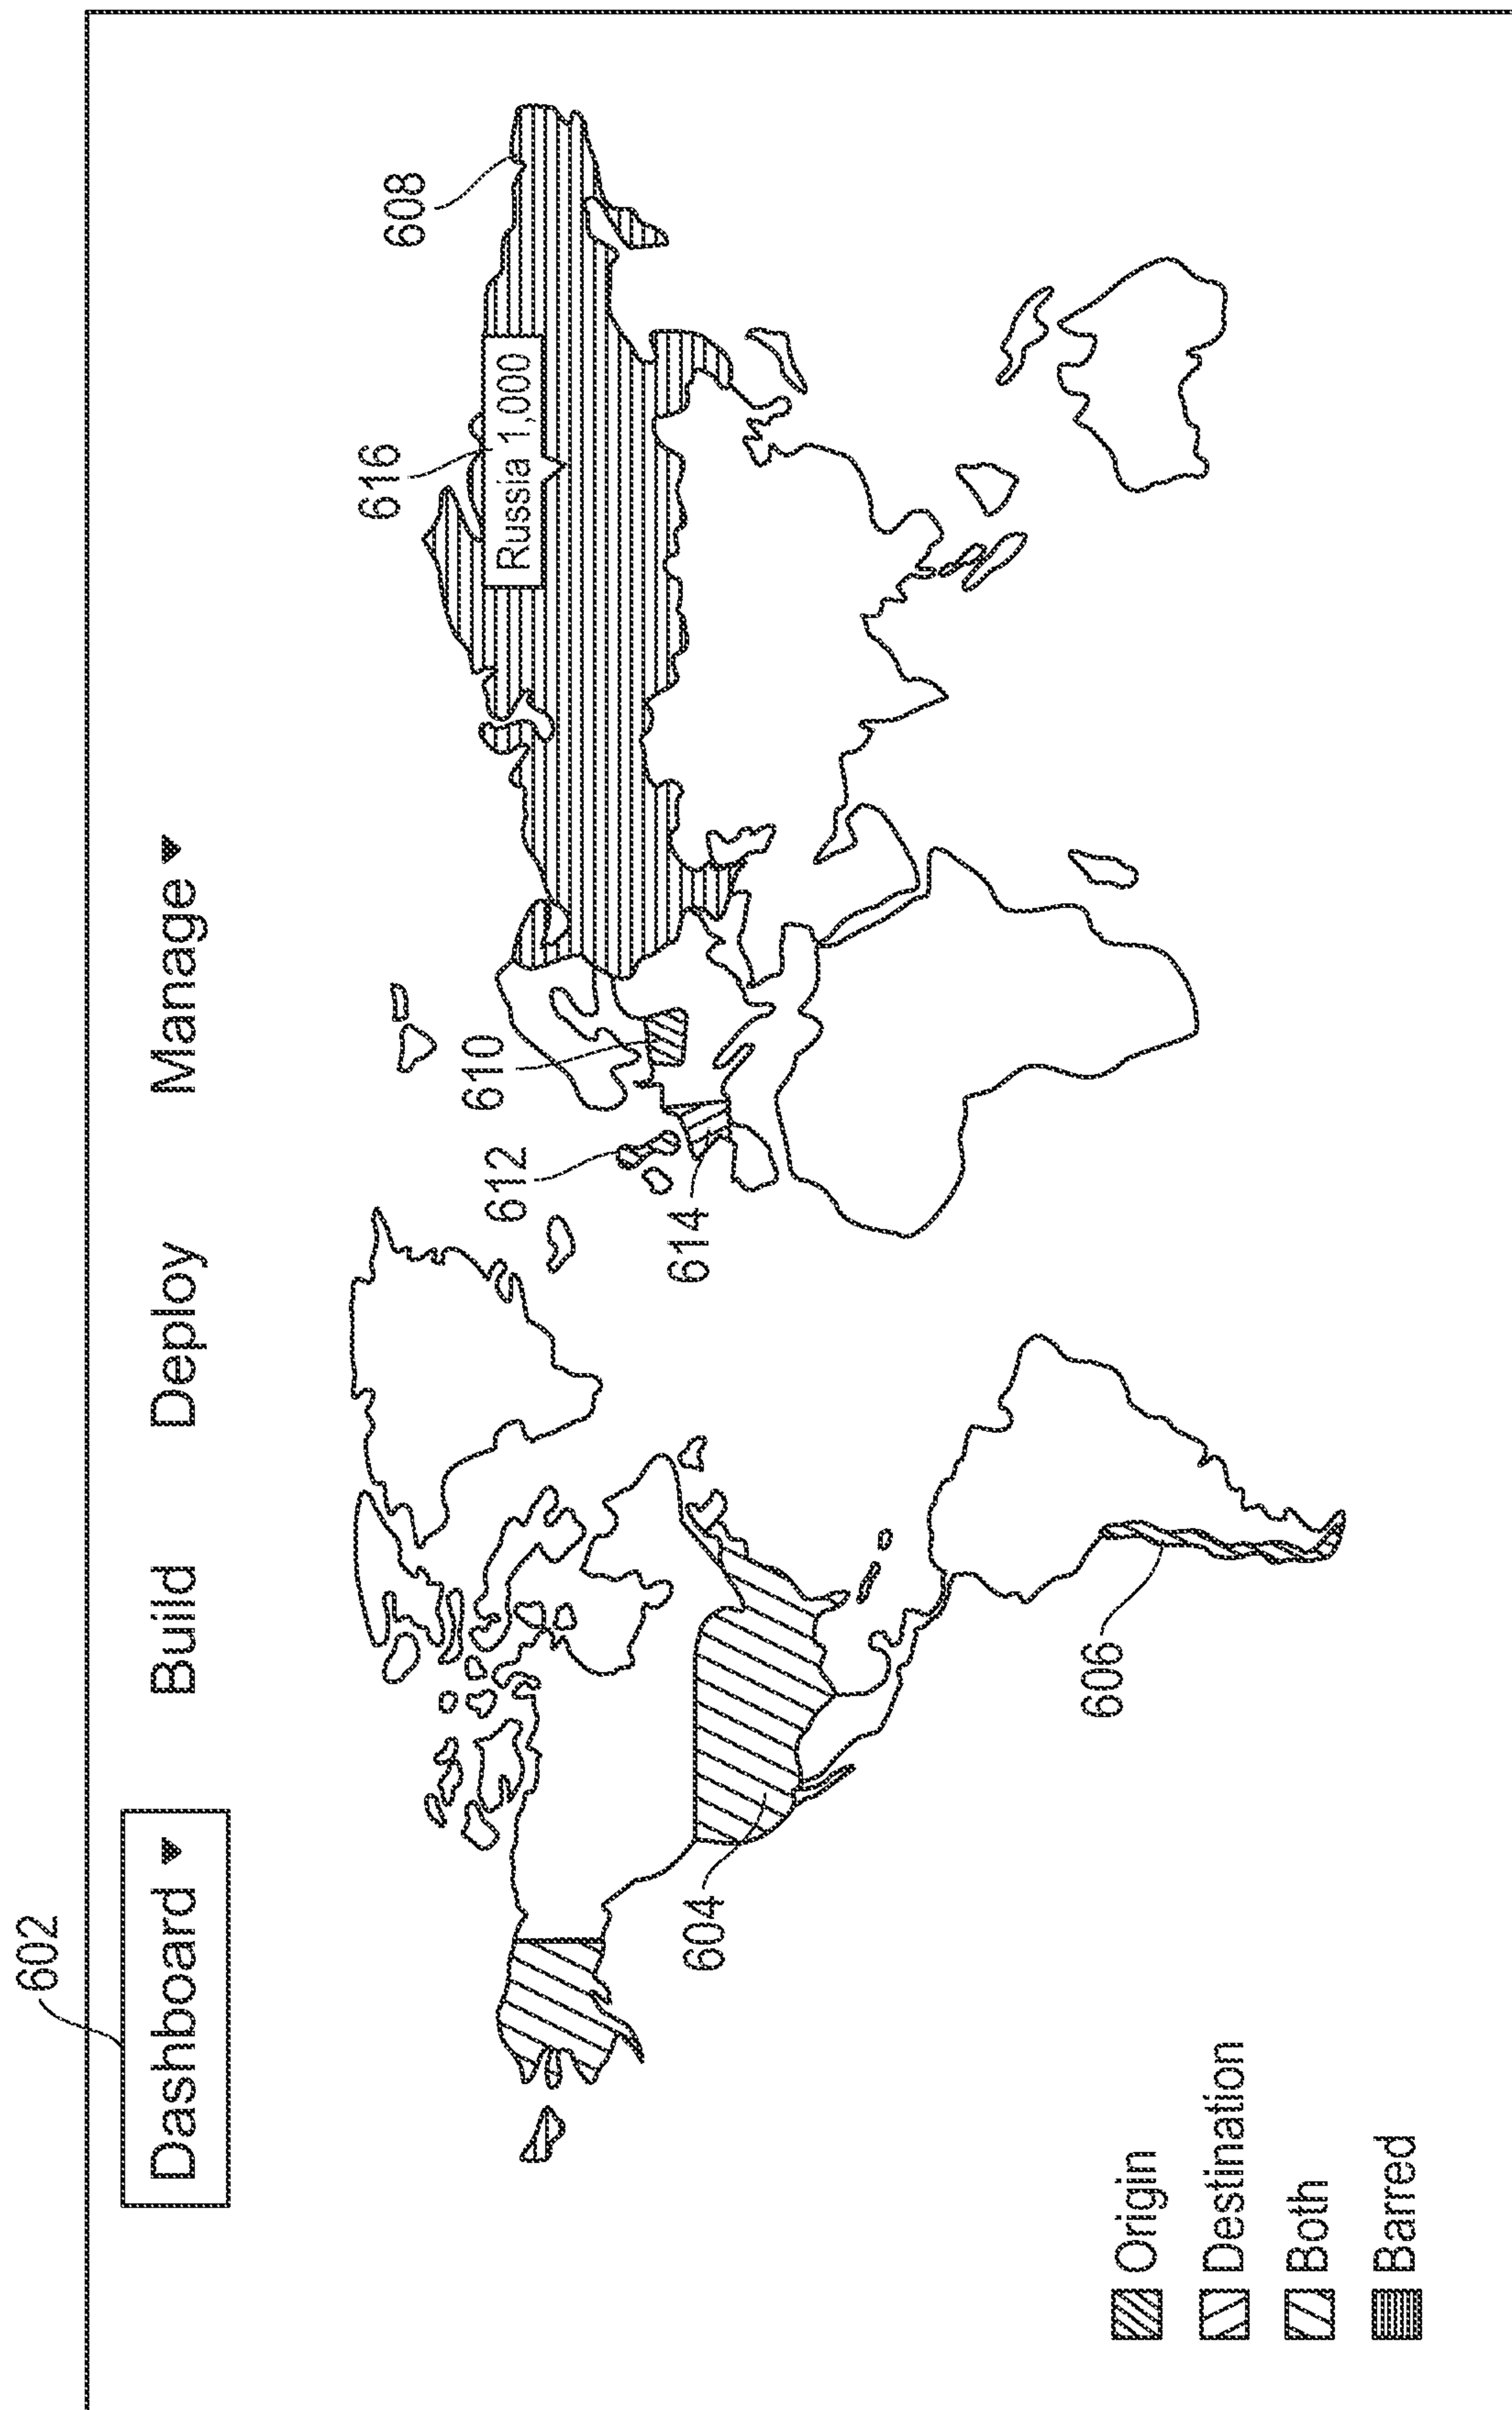 602
Dashboard ▼
Build
Deploy
Manage ▼
608
616
Russia 1,000
610
612
614
604
606
Origin
Destination
Both
Barred